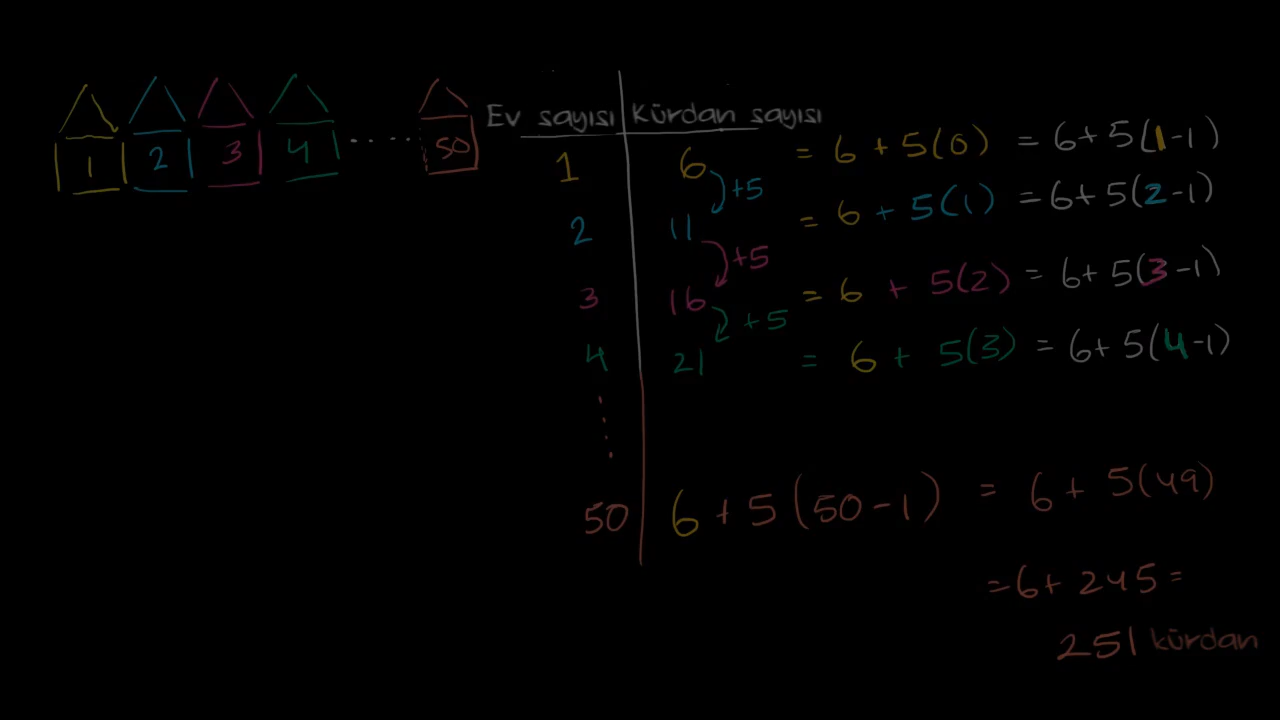 1 2 3 4 ..... 50
Ev sayısı Kürdan sayısı
1 6 = 6 + 5(0) = 6+5(1-1)
+5
2 11 = 6 + 5(1) = 6+5(2-1)
+5
3 16 = 6 + 5(2) = 6+5(3-1)
+5
4 21 = 6 + 5(3) = 6+5(4-1)
50 6+5(50-1) = 6+5(49)
=6+245=
251 kürdan